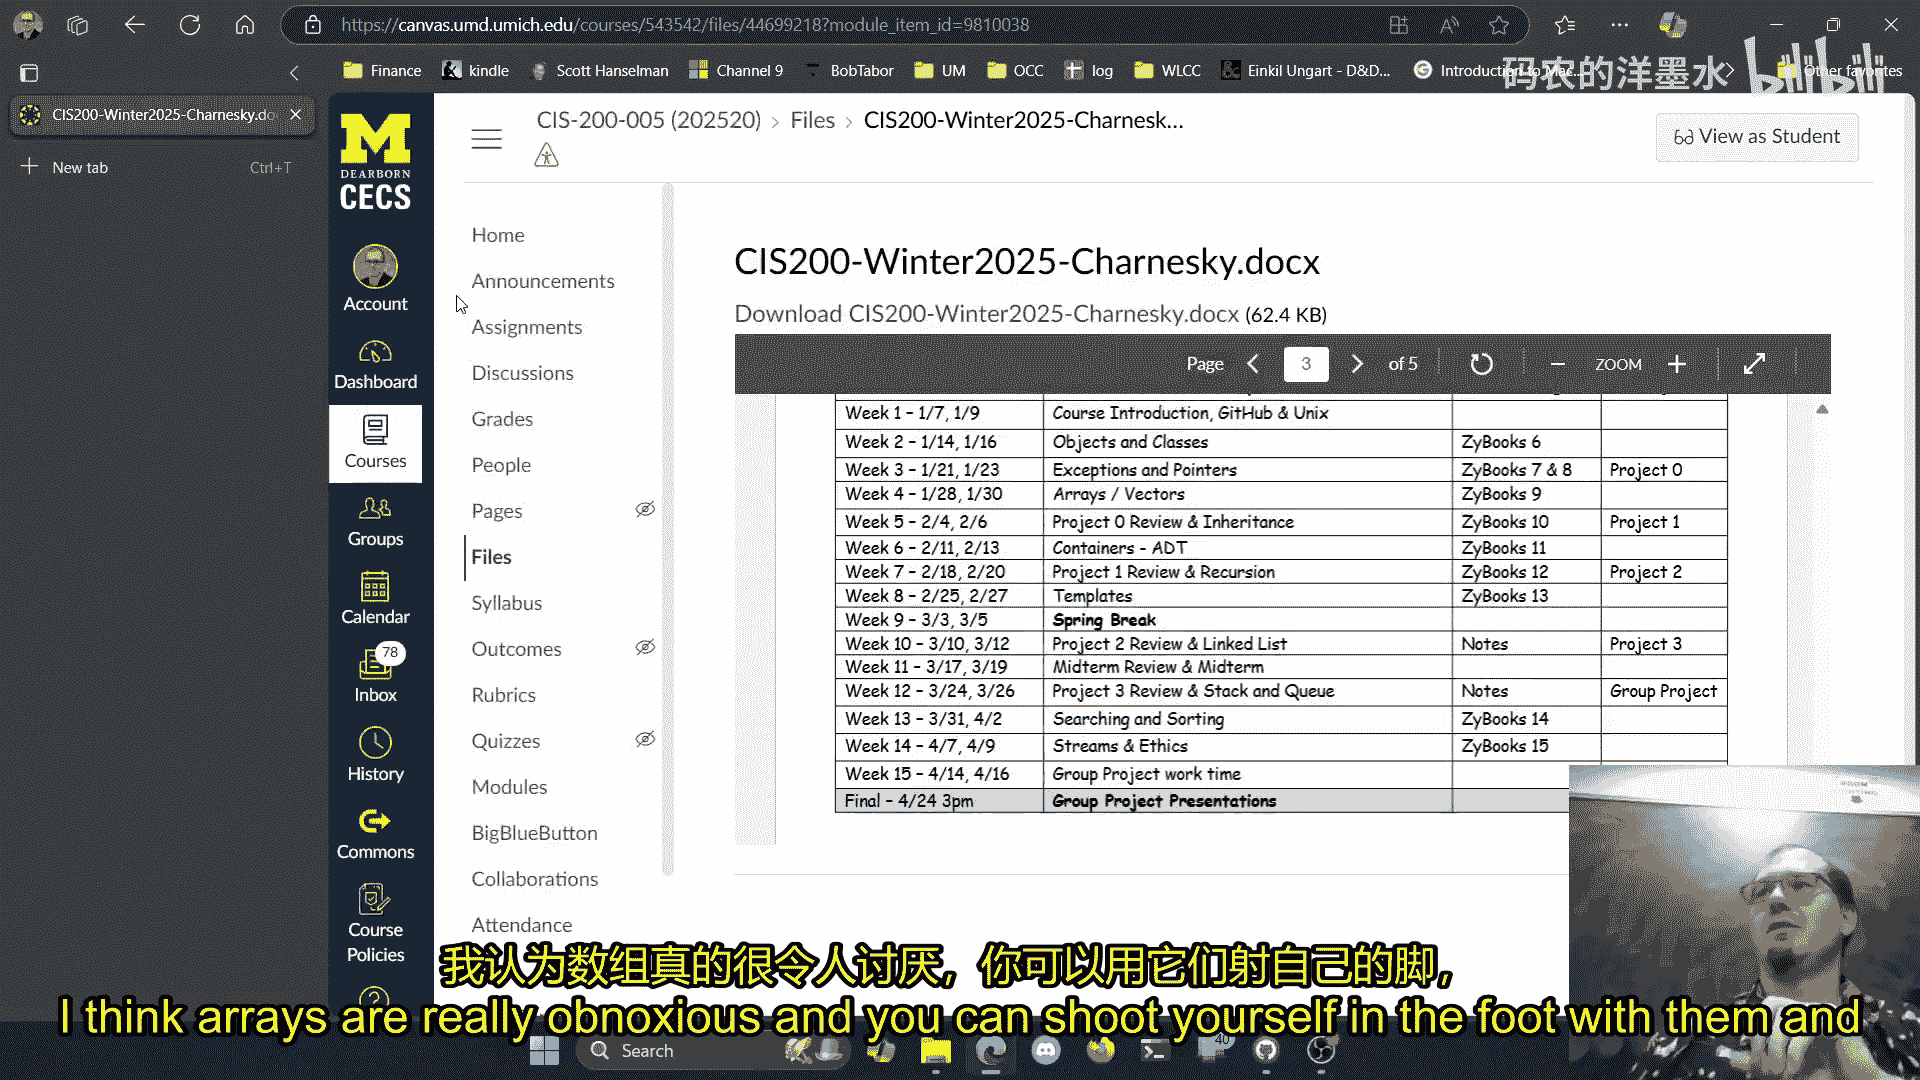 https://canvas.umd.umich.edu/courses/543542/files/44699218?module_item_id=9810038
Finance
kindle
Scott Hanselman
Channel 9
BobTabor
UM
OCC
log
WLCC
Einkil Ungart - D&D...
Introduction to Mac...
Other favorites
码农的洋墨水
bilibili
CIS200-Winter2025-Charnesky.do
New tab
Ctrl+T
M
DEARBORN
CECS
Account
Dashboard
Courses
Groups
Calendar
78
Inbox
History
Commons
Course
Policies
CIS-200-005 (202520) › Files › CIS200-Winter2025-Charnesk...
View as Student
Home
Announcements
Assignments
Discussions
Grades
People
Pages
Files
Syllabus
Outcomes
Rubrics
Quizzes
Modules
BigBlueButton
Collaborations
Attendance
CIS200-Winter2025-Charnesky.docx
Download CIS200-Winter2025-Charnesky.docx (62.4 KB)
Page 3 of 5 ZOOM
Week 1 – 1/7, 1/9 Course Introduction, GitHub & Unix
Week 2 – 1/14, 1/16 Objects and Classes ZyBooks 6
Week 3 – 1/21, 1/23 Exceptions and Pointers ZyBooks 7 & 8 Project 0
Week 4 – 1/28, 1/30 Arrays / Vectors ZyBooks 9
Week 5 – 2/4, 2/6 Project 0 Review & Inheritance ZyBooks 10 Project 1
Week 6 – 2/11, 2/13 Containers - ADT ZyBooks 11
Week 7 – 2/18, 2/20 Project 1 Review & Recursion ZyBooks 12 Project 2
Week 8 – 2/25, 2/27 Templates ZyBooks 13
Week 9 – 3/3, 3/5 Spring Break
Week 10 – 3/10, 3/12 Project 2 Review & Linked List Notes Project 3
Week 11 – 3/17, 3/19 Midterm Review & Midterm
Week 12 – 3/24, 3/26 Project 3 Review & Stack and Queue Notes Group Project
Week 13 – 3/31, 4/2 Searching and Sorting ZyBooks 14
Week 14 – 4/7, 4/9 Streams & Ethics ZyBooks 15
Week 15 – 4/14, 4/16 Group Project work time
Final – 4/24 3pm Group Project Presentations
我认为数组真的很令人讨厌，你可以用它们射自己的脚，
I think arrays are really obnoxious and you can shoot yourself in the foot with them and
Search
40